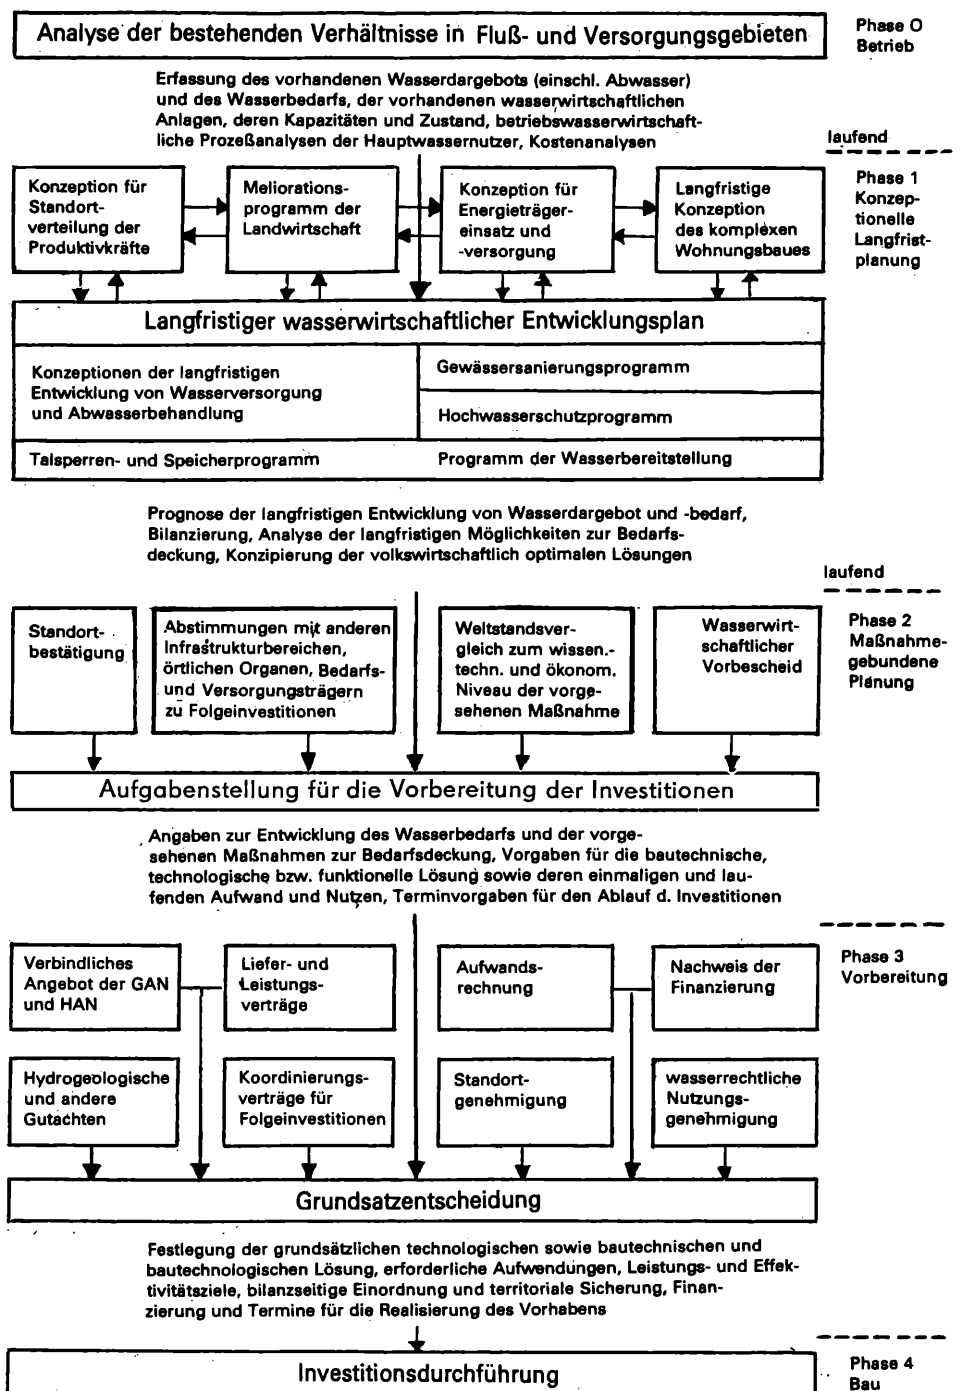 Analyse der bestehenden Verhältnisse in Fluß- und Versorgungsgebieten
Phase O
Betrieb
Erfassung des vorhandenen Wasserdargebots (einschl. Abwasser)
und des Wasserbedarfs, der vorhandenen wasserwirtschaftlichen
Anlagen, deren Kapazitäten und Zustand, betriebswasserwirtschaft-
liche Prozeßanalysen der Hauptwassernutzer, Kostenanalysen
laufend
Phase 1
Konzep-
tionelle
Langfrist-
planung
Konzeption für
Standort-
verteilung der
Produktivkräfte
Meliorations-
programm der
Landwirtschaft
Konzeption für
Energieträger-
einsatz und
-versorgung
Langfristige
Konzeption
des komplexen
Wohnungsbaues
Langfristiger wasserwirtschaftlicher Entwicklungsplan
Konzeptionen der langfristigen
Entwicklung von Wasserversorgung
und Abwasserbehandlung
Gewässersanierungsprogramm
Hochwasserschutzprogramm
Talsperren- und Speicherprogramm
Programm der Wasserbereitstellung
Prognose der langfristigen Entwicklung von Wasserdargebot und -bedarf,
Bilanzierung, Analyse der langfristigen Möglichkeiten zur Bedarfs-
deckung, Konzipierung der volkswirtschaftlich optimalen Lösungen
laufend
Phase 2
Maßnahme-
gebundene
Planung
Standort-
bestätigung
Abstimmungen mit anderen
Infrastrukturbereichen,
örtlichen Organen, Bedarfs-
und Versorgungsträgern
zu Folgeinvestitionen
Weltstandsver-
gleich zum wissen.-
techn. und ökonom.
Niveau der vorge-
sehenen Maßnahme
Wasserwirt-
schaftlicher
Vorbescheid
Aufgabenstellung für die Vorbereitung der Investitionen
Angaben zur Entwicklung des Wasserbedarfs und der vorge-
sehenen Maßnahmen zur Bedarfsdeckung, Vorgaben für die bautechnische,
technologische bzw. funktionelle Lösung sowie deren einmaligen und lau-
fenden Aufwand und Nutzen, Terminvorgaben für den Ablauf d. Investitionen
Phase 3
Vorbereitung
Verbindliches
Angebot der GAN
und HAN
Liefer- und
Leistungs-
verträge
Aufwands-
rechnung
Nachweis der
Finanzierung
Hydrogeologische
und andere
Gutachten
Koordinierungs-
verträge für
Folgeinvestitionen
Standort-
genehmigung
wasserrechtliche
Nutzungs-
genehmigung
Grundsatzentscheidung
Festlegung der grundsätzlichen technologischen sowie bautechnischen und
bautechnologischen Lösung, erforderliche Aufwendungen, Leistungs- und Effek-
tivitätsziele, bilanzseitige Einordnung und territoriale Sicherung, Finan-
zierung und Termine für die Realisierung des Vorhabens
Investitionsdurchführung
Phase 4
Bau